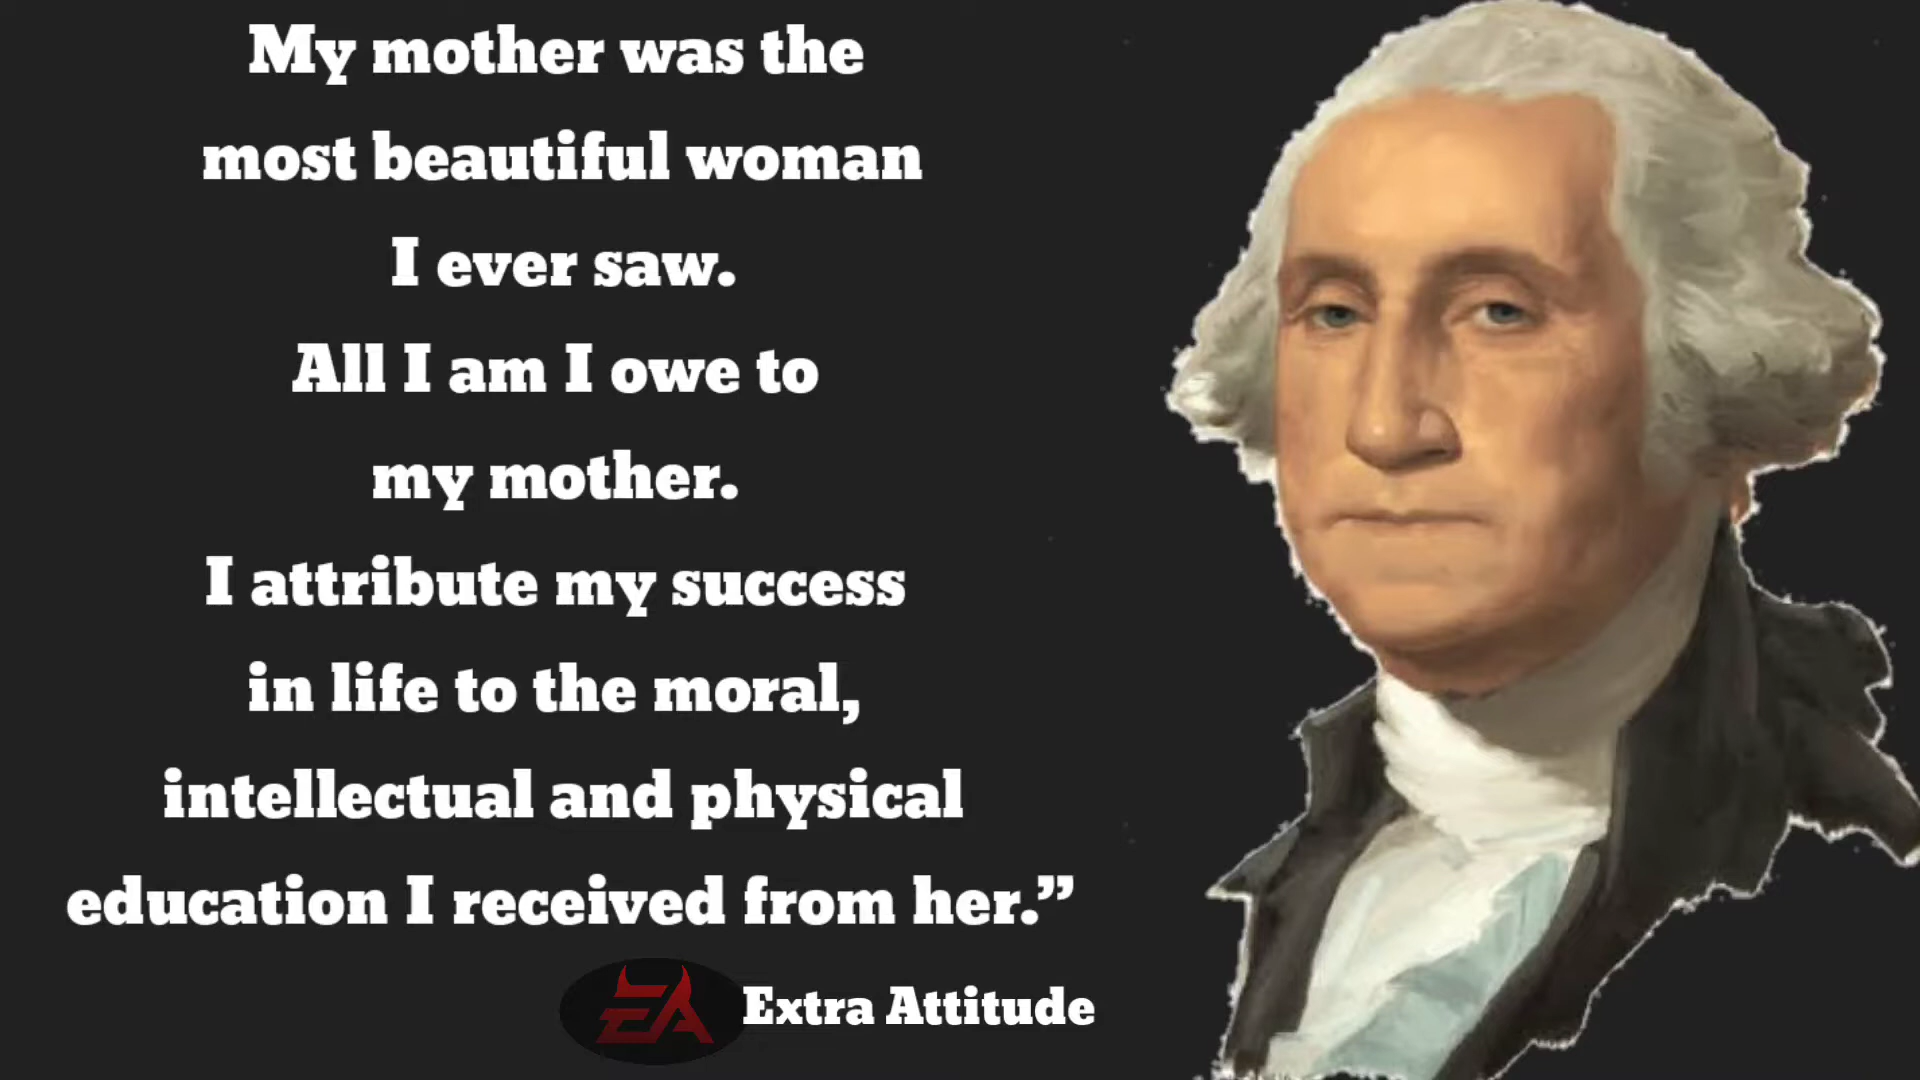 My mother was the
most beautiful woman
I ever saw.
All I am I owe to
my mother.
I attribute my success
in life to the moral,
intellectual and physical
education I received from her.”
EA Extra Attitude